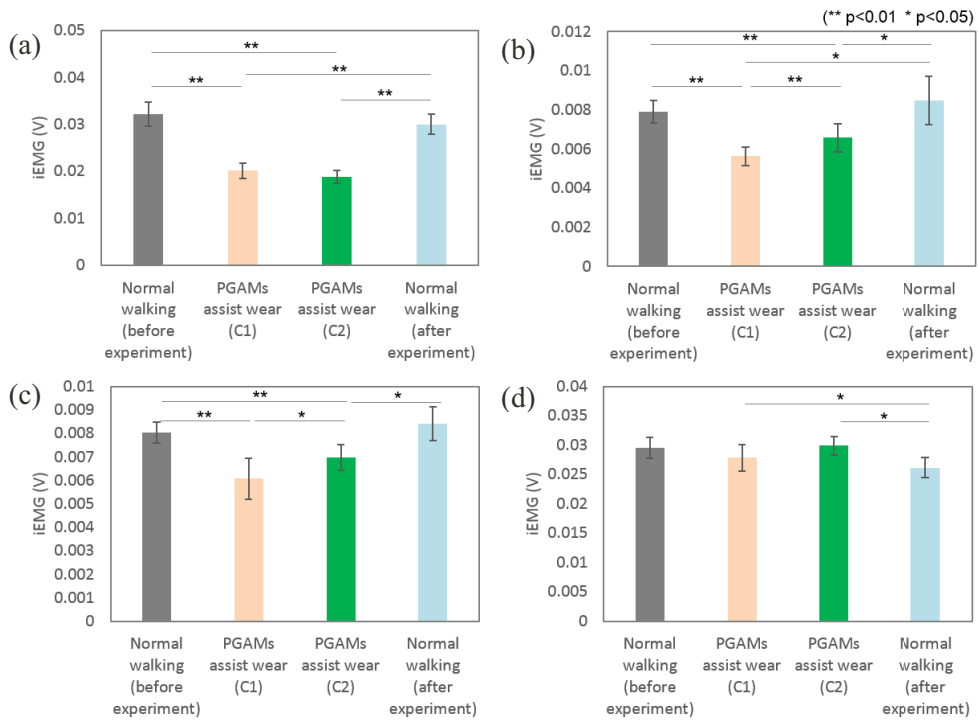 (** p<0.01 * p<0.05)
(a)
0.05
0.04
0.03
0.02
0.01
0
iEMG (V)
**
**
**
**
Normal walking (before experiment)
PGAMs assist wear (C1)
PGAMs assist wear (C2)
Normal walking (after experiment)
(b)
0.012
0.01
0.008
0.006
0.004
0.002
0
iEMG (V)
**
*
*
**
**
Normal walking (before experiment)
PGAMs assist wear (C1)
PGAMs assist wear (C2)
Normal walking (after experiment)
(c)
0.01
0.009
0.008
0.007
0.006
0.005
0.004
0.003
0.002
0.001
0
iEMG (V)
**
*
**
*
Normal walking (before experiment)
PGAMs assist wear (C1)
PGAMs assist wear (C2)
Normal walking (after experiment)
(d)
0.04
0.035
0.03
0.025
0.02
0.015
0.01
0.005
0
iEMG (V)
*
*
Normal walking (before experiment)
PGAMs assist wear (C1)
PGAMs assist wear (C2)
Normal walking (after experiment)